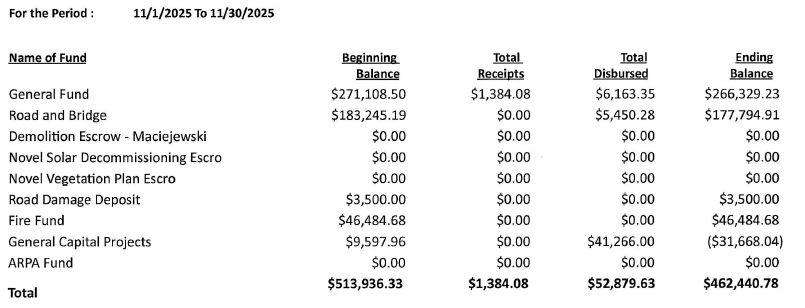 For the Period : 11/1/2025 To 11/30/2025
Name of Fund Beginning Balance Total Receipts Total Disbursed Ending Balance
General Fund $271,108.50 $1,384.08 $6,163.35 $266,329.23
Road and Bridge $183,245.19 $0.00 $5,450.28 $177,794.91
Demolition Escrow - Maciejewski $0.00 $0.00 $0.00 $0.00
Novel Solar Decommissioning Escro $0.00 $0.00 $0.00 $0.00
Novel Vegetation Plan Escro $0.00 $0.00 $0.00 $0.00
Road Damage Deposit $3,500.00 $0.00 $0.00 $3,500.00
Fire Fund $46,484.68 $0.00 $0.00 $46,484.68
General Capital Projects $9,597.96 $0.00 $41,266.00 ($31,668.04)
ARPA Fund $0.00 $0.00 $0.00 $0.00
Total $513,936.33 $1,384.08 $52,879.63 $462,440.78